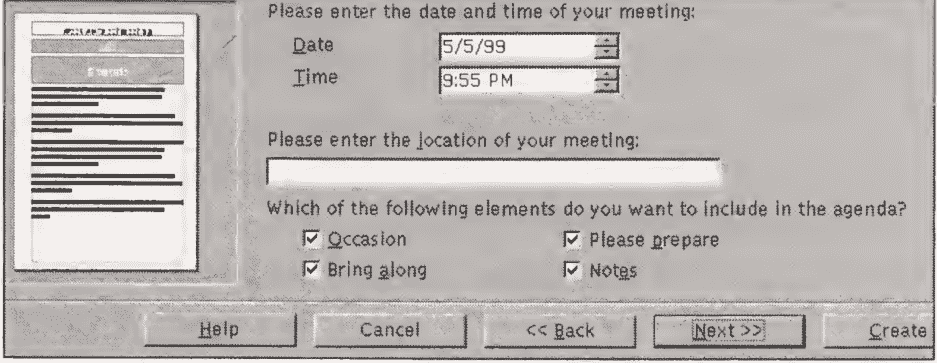 Please enter the date and time of your meeting:
Date 5/5/99
Time 9:55 PM
Please enter the location of your meeting:
Which of the following elements do you want to include in the agenda?
Occasion Please prepare
Bring along Notes
Help Cancel << Back Next >> Create